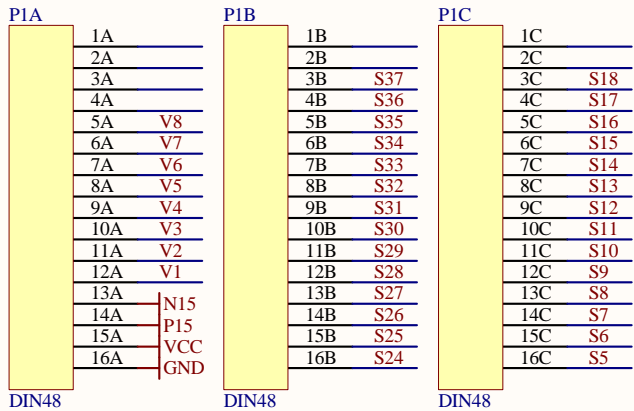 P1A P1B P1C
1A 1B 1C
2A 2B 2C
3A 3B S37 3C S18
4A 4B S36 4C S17
5A V8 5B S35 5C S16
6A V7 6B S34 6C S15
7A V6 7B S33 7C S14
8A V5 8B S32 8C S13
9A V4 9B S31 9C S12
10A V3 10B S30 10C S11
11A V2 11B S29 11C S10
12A V1 12B S28 12C S9
13A N15 13B S27 13C S8
14A P15 14B S26 14C S7
15A VCC 15B S25 15C S6
16A GND 16B S24 16C S5
DIN48 DIN48 DIN48